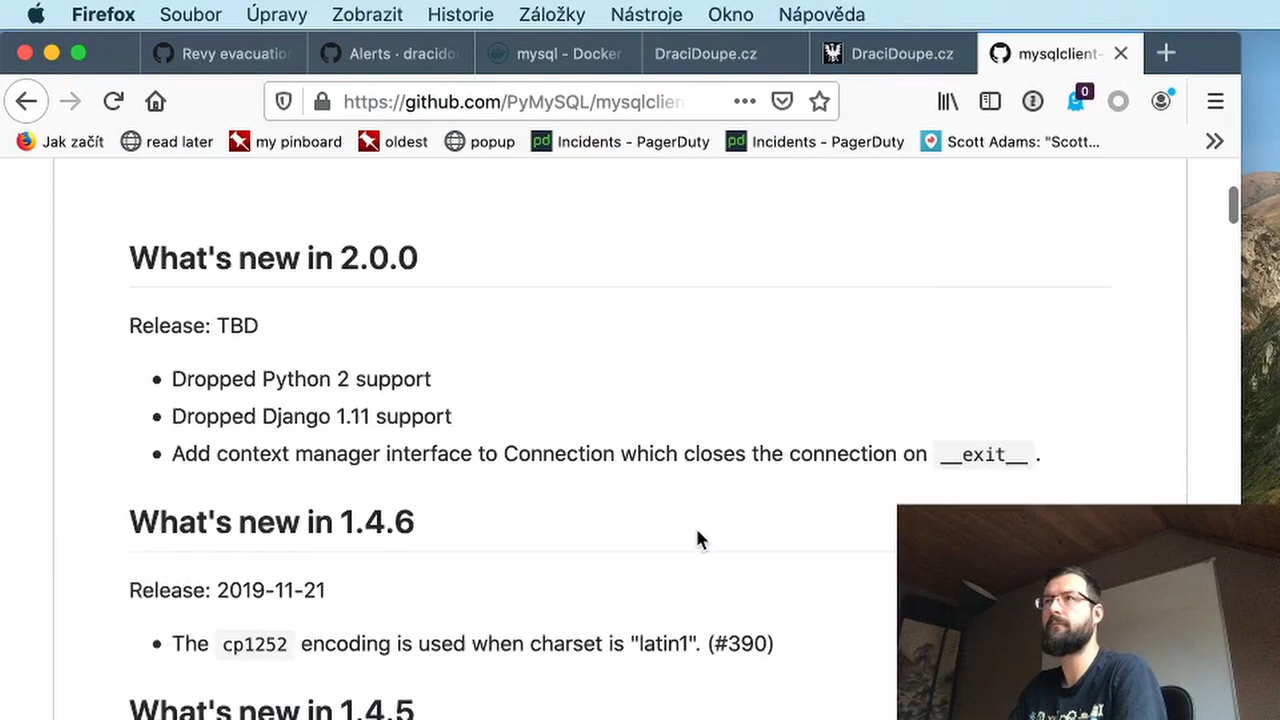 Firefox Soubor Úpravy Zobrazit Historie Záložky Nástroje Okno Nápověda
Revy evacuation Alerts · dracido mysql - Docker DraciDoupe.cz DraciDoupe.cz mysqlclient-
https://github.com/PyMySQL/mysqlclien 0
Jak začít read later my pinboard oldest popup pd Incidents - PagerDuty pd Incidents - PagerDuty Scott Adams: "Scott...
What's new in 2.0.0
Release: TBD
• Dropped Python 2 support
• Dropped Django 1.11 support
• Add context manager interface to Connection which closes the connection on __exit__ .
What's new in 1.4.6
Release: 2019-11-21
• The cp1252 encoding is used when charset is "latin1". (#390)
What's new in 1.4.5